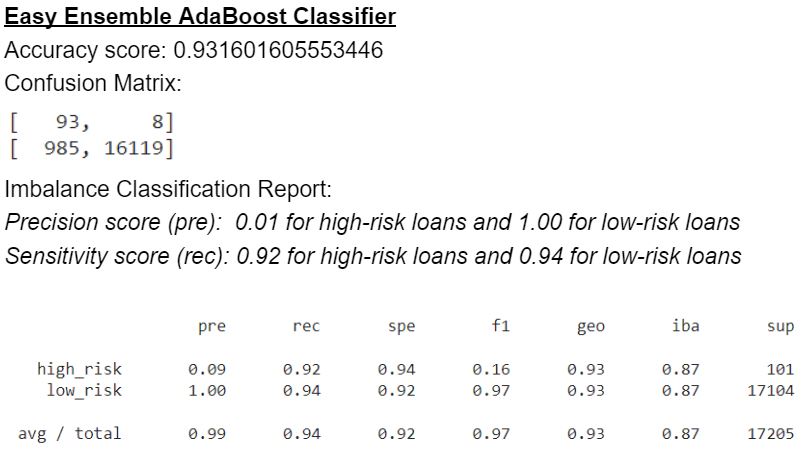 Easy Ensemble AdaBoost Classifier
Accuracy score: 0.931601605553446
Confusion Matrix:
[ 93, 8]
[ 985, 16119]
Imbalance Classification Report:
Precision score (pre): 0.01 for high-risk loans and 1.00 for low-risk loans
Sensitivity score (rec): 0.92 for high-risk loans and 0.94 for low-risk loans
pre rec spe f1 geo iba sup
high_risk 0.09 0.92 0.94 0.16 0.93 0.87 101
low_risk 1.00 0.94 0.92 0.97 0.93 0.87 17104
avg / total 0.99 0.94 0.92 0.97 0.93 0.87 17205